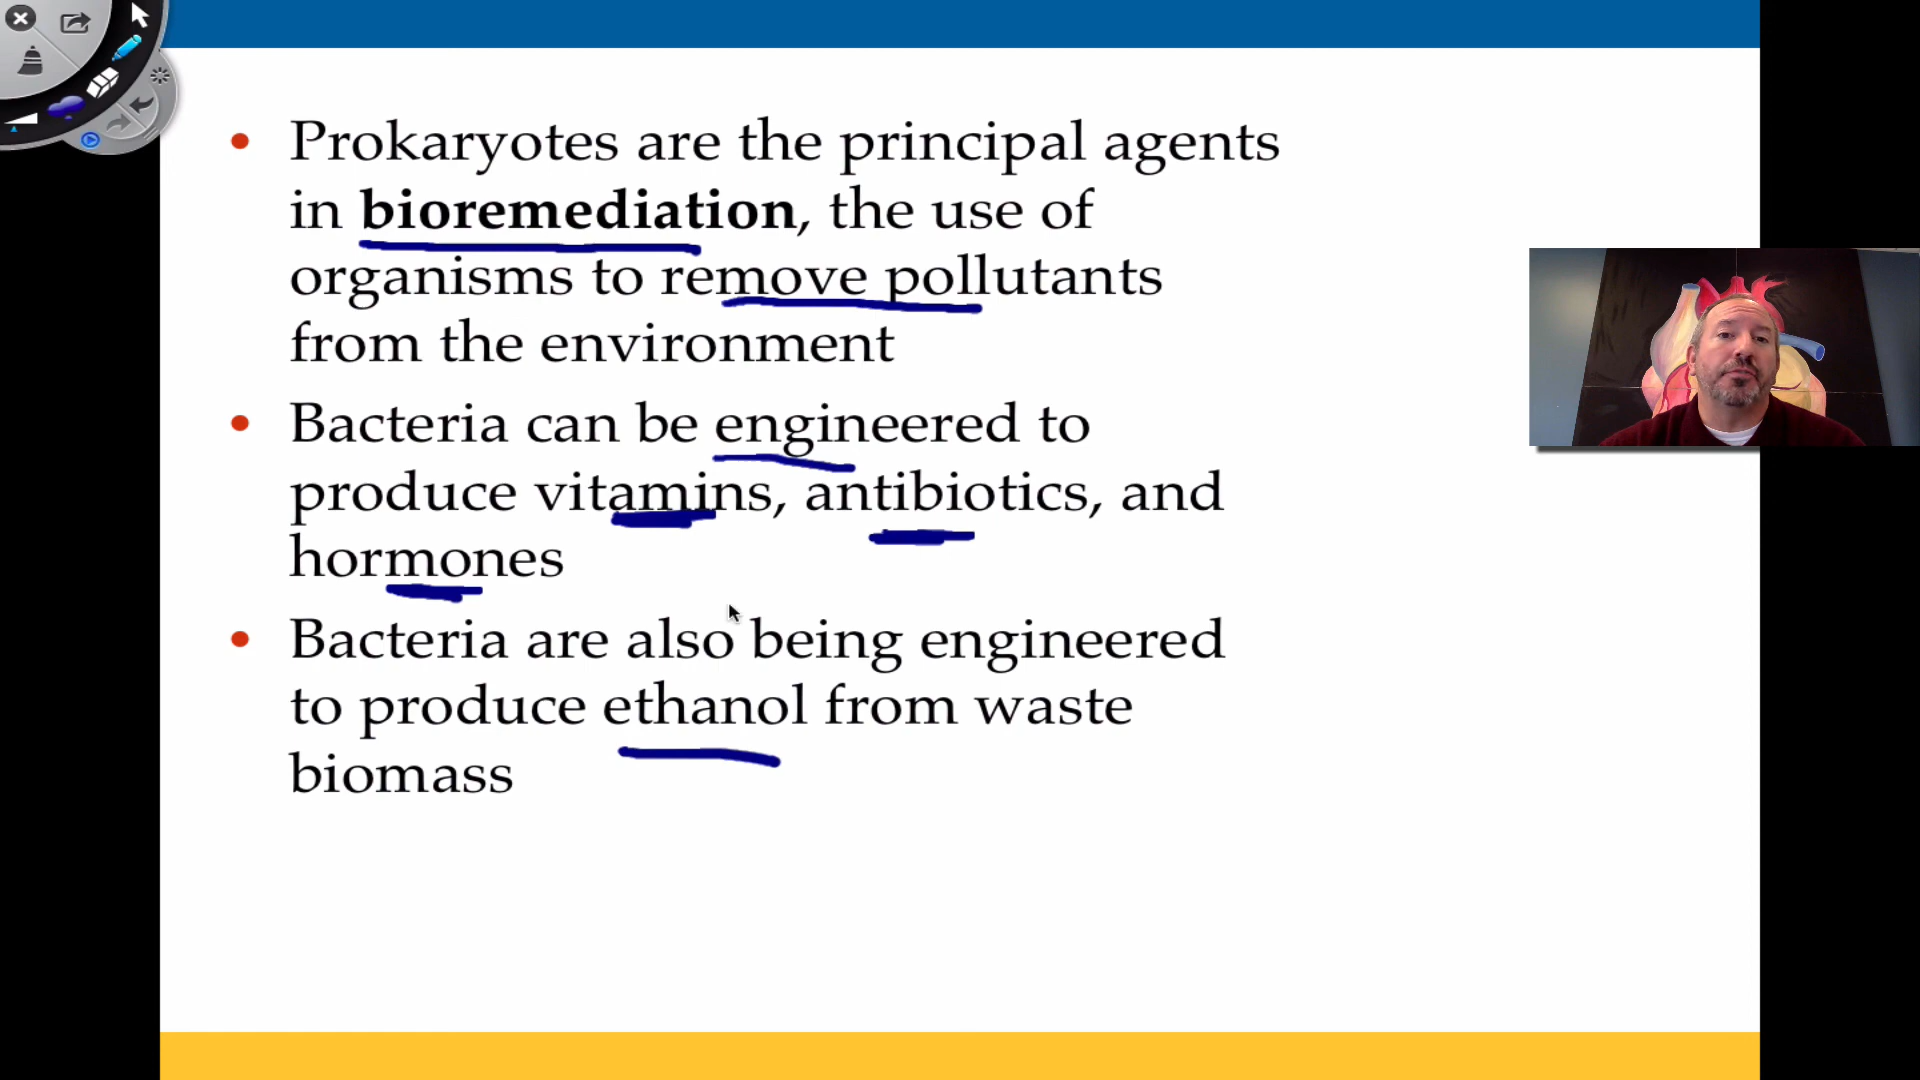 • Prokaryotes are the principal agents
in bioremediation, the use of
organisms to remove pollutants
from the environment
• Bacteria can be engineered to
produce vitamins, antibiotics, and
hormones
• Bacteria are also being engineered
to produce ethanol from waste
biomass